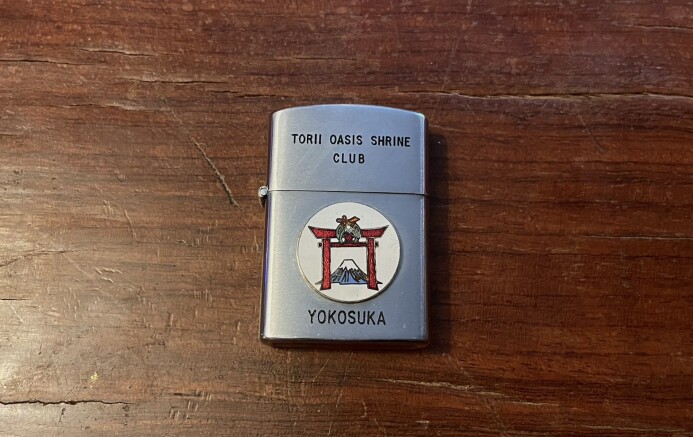 TORII OASIS SHRINE
CLUB
YOKOSUKA